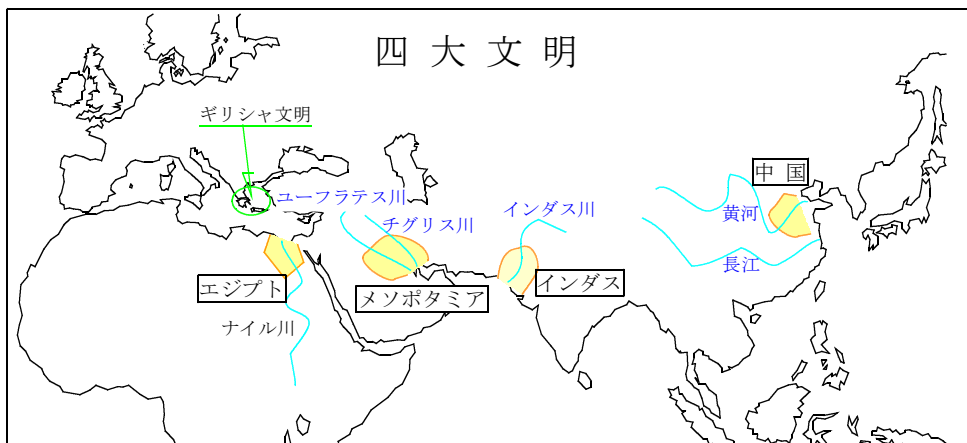 四大文明
ギリシャ文明
中国
ユーフラテス川
インダス川
チグリス川
黄河
長江
エジプト
メソポタミア
インダス
ナイル川